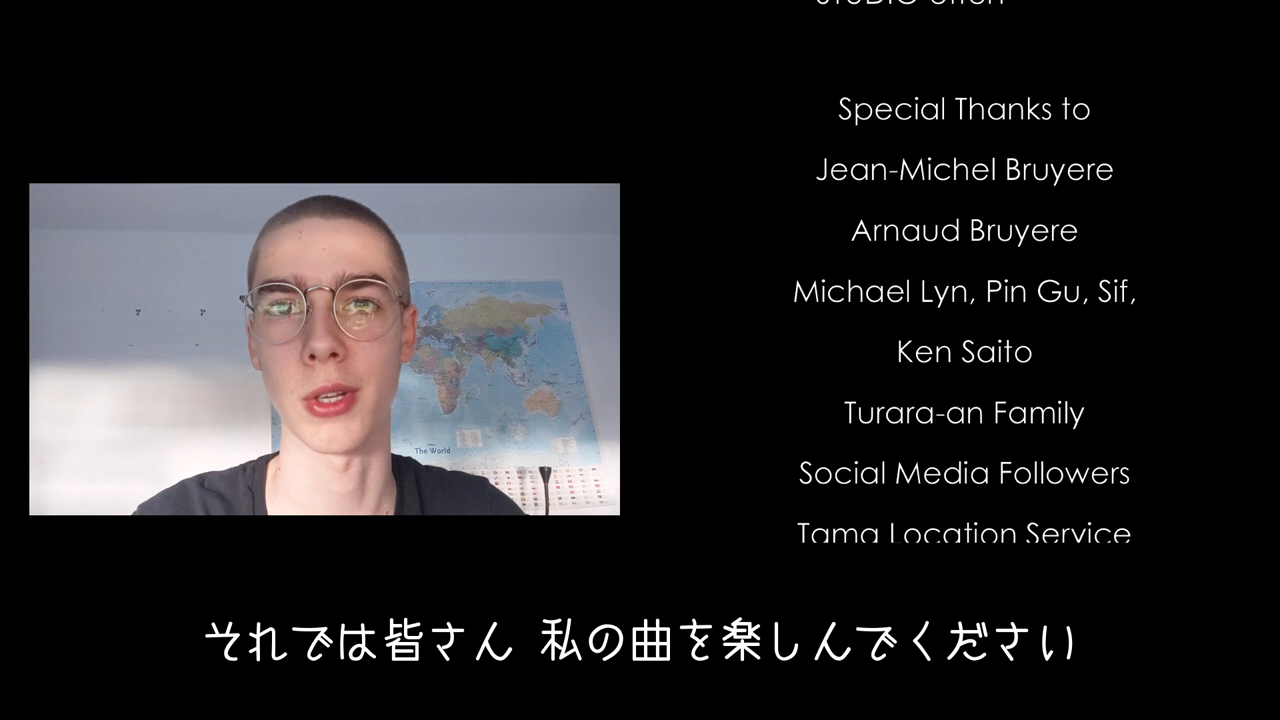 Special Thanks to
Jean-Michel Bruyere
Arnaud Bruyere
Michael Lyn, Pin Gu, Sif,
Ken Saito
Turara-an Family
Social Media Followers
Tama Location Service
The World
それでは皆さん 私の曲を楽しんでください